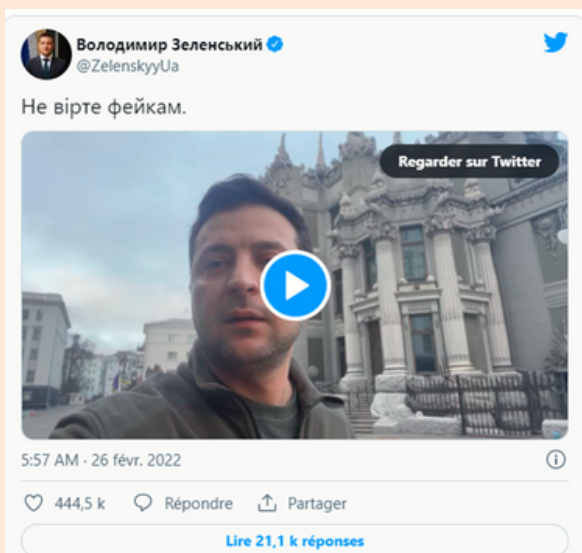 Володимир Зеленський
@ZelenskyyUa
Не вірте фейкам.
Regarder sur Twitter
5:57 AM · 26 févr. 2022
444,5 k Répondre Partager
Lire 21,1 k réponses